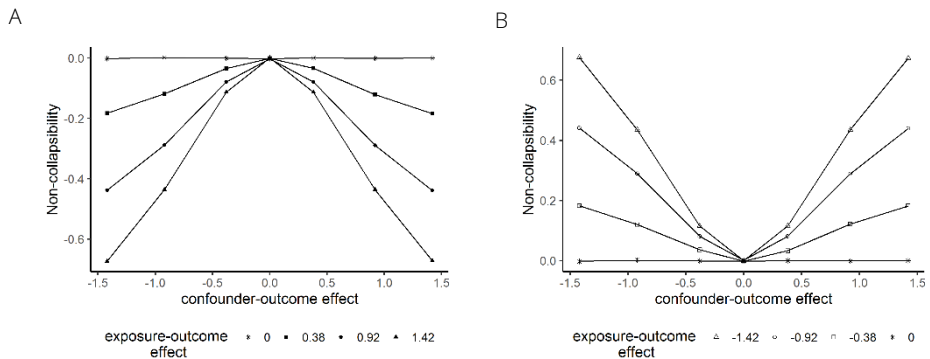 A
Non-collapsibility
0.0
-0.2
-0.4
-0.6
-1.5 -1.0 -0.5 0.0 0.5 1.0 1.5
confounder-outcome effect
exposure-outcome effect
0 0.38 0.92 1.42
B
Non-collapsibility
0.6
0.4
0.2
0.0
-1.5 -1.0 -0.5 0.0 0.5 1.0 1.5
confounder-outcome effect
exposure-outcome effect
-1.42 -0.92 -0.38 0